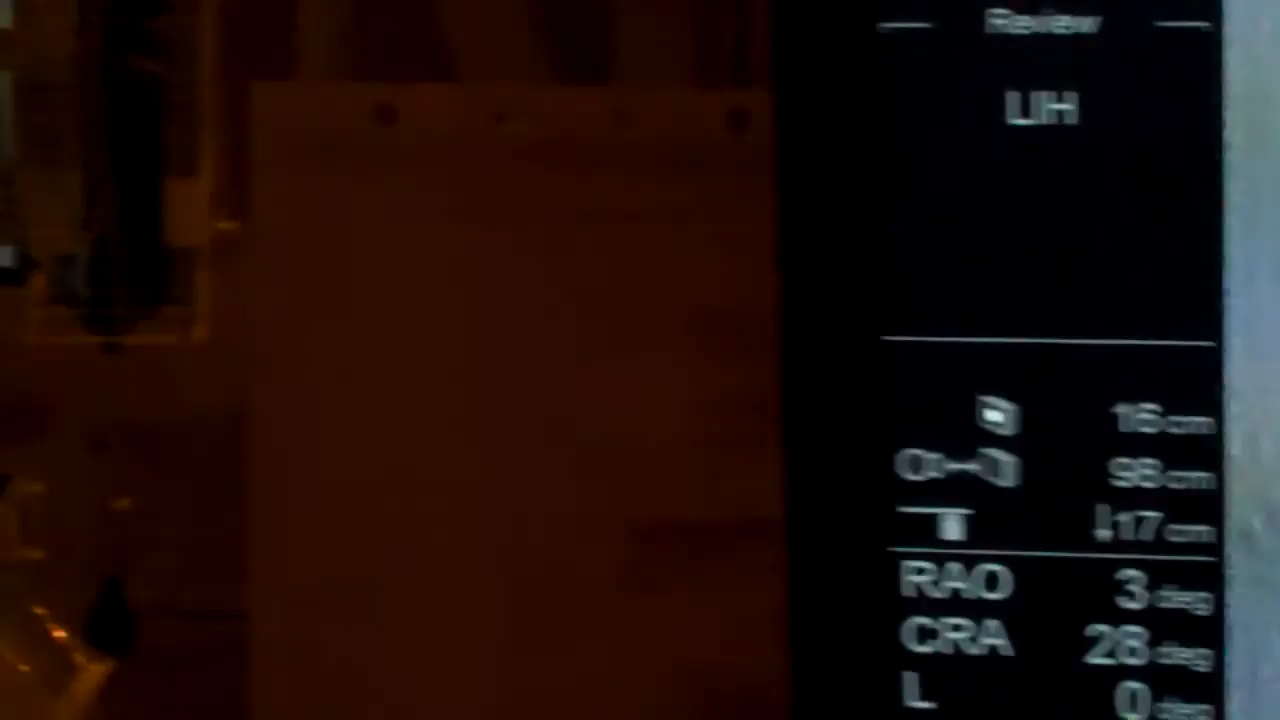 Review
LIH
16 cm
98 cm
↓17 cm
RAO 3 deg
CRA 28 deg
L 0 deg